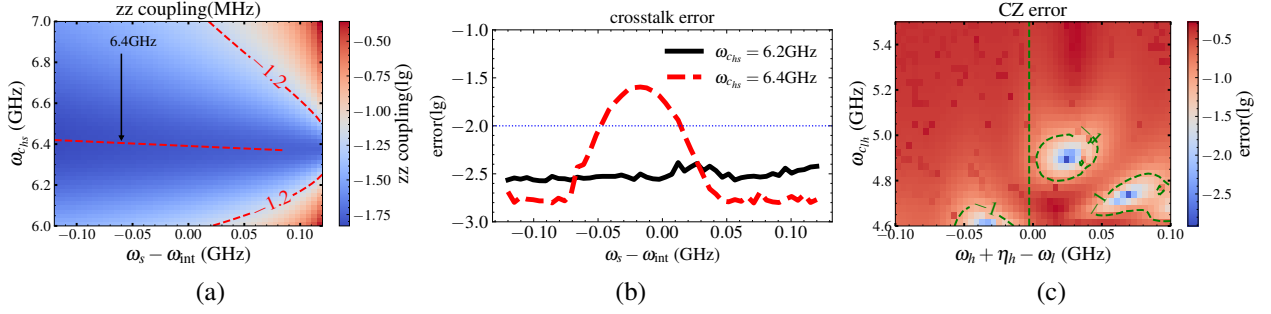 zz coupling(MHz)
7.0
6.8
6.6
6.4
6.2
6.0
ω_{c_{hs}} (GHz)
6.4GHz
−1.2
−1.2
−0.10
−0.05
0.00
0.05
0.10
ω_s − ω_int (GHz)
−0.50
−0.75
−1.00
−1.25
−1.50
−1.75
zz coupling(lg)
(a)
crosstalk error
−1.0
−1.5
−2.0
−2.5
−3.0
error(lg)
ω_{c_{hs}} = 6.2GHz
ω_{c_{hs}} = 6.4GHz
−0.10
−0.05
0.00
0.05
0.10
ω_s − ω_int (GHz)
(b)
CZ error
5.4
5.2
5.0
4.8
4.6
ω_{c_{lh}} (GHz)
−1
−1
−1
−0.10
−0.05
0.00
0.05
0.10
ω_h + η_h − ω_l (GHz)
−0.5
−1.0
−1.5
−2.0
−2.5
error(lg)
(c)